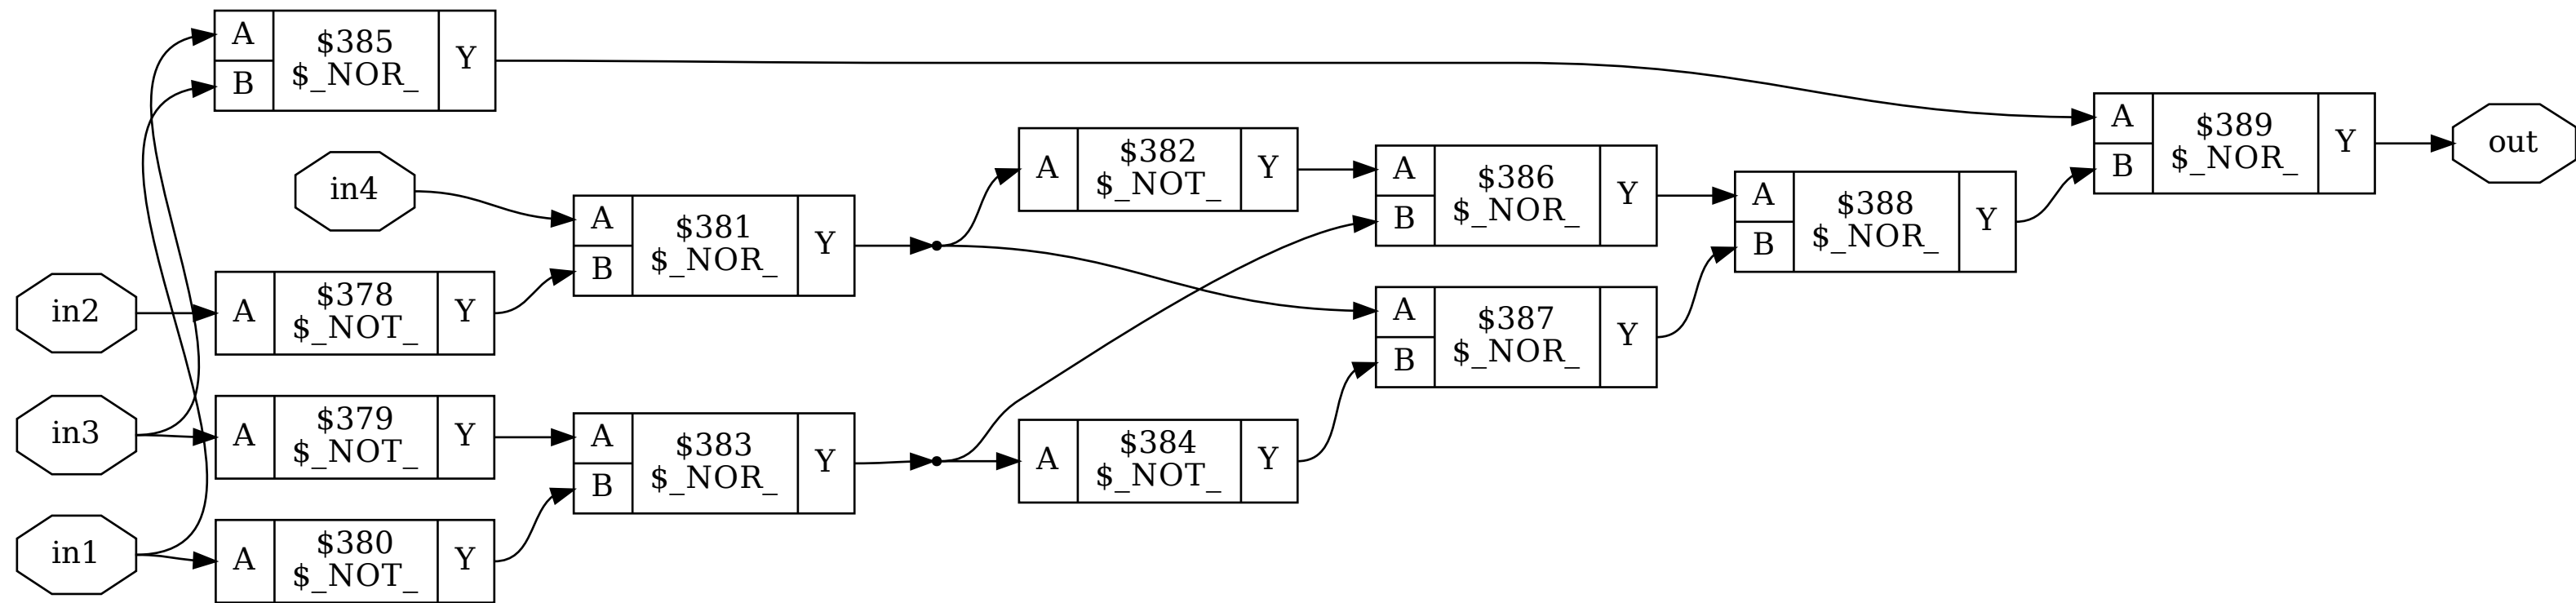 A
B
$385
$_NOR_
Y
in4
in2
in3
in1
A
$378
$_NOT_
Y
A
$379
$_NOT_
Y
A
$380
$_NOT_
Y
A
B
$381
$_NOR_
Y
A
B
$383
$_NOR_
Y
A
$382
$_NOT_
Y
A
$384
$_NOT_
Y
A
B
$386
$_NOR_
Y
A
B
$387
$_NOR_
Y
A
B
$388
$_NOR_
Y
A
B
$389
$_NOR_
Y
out